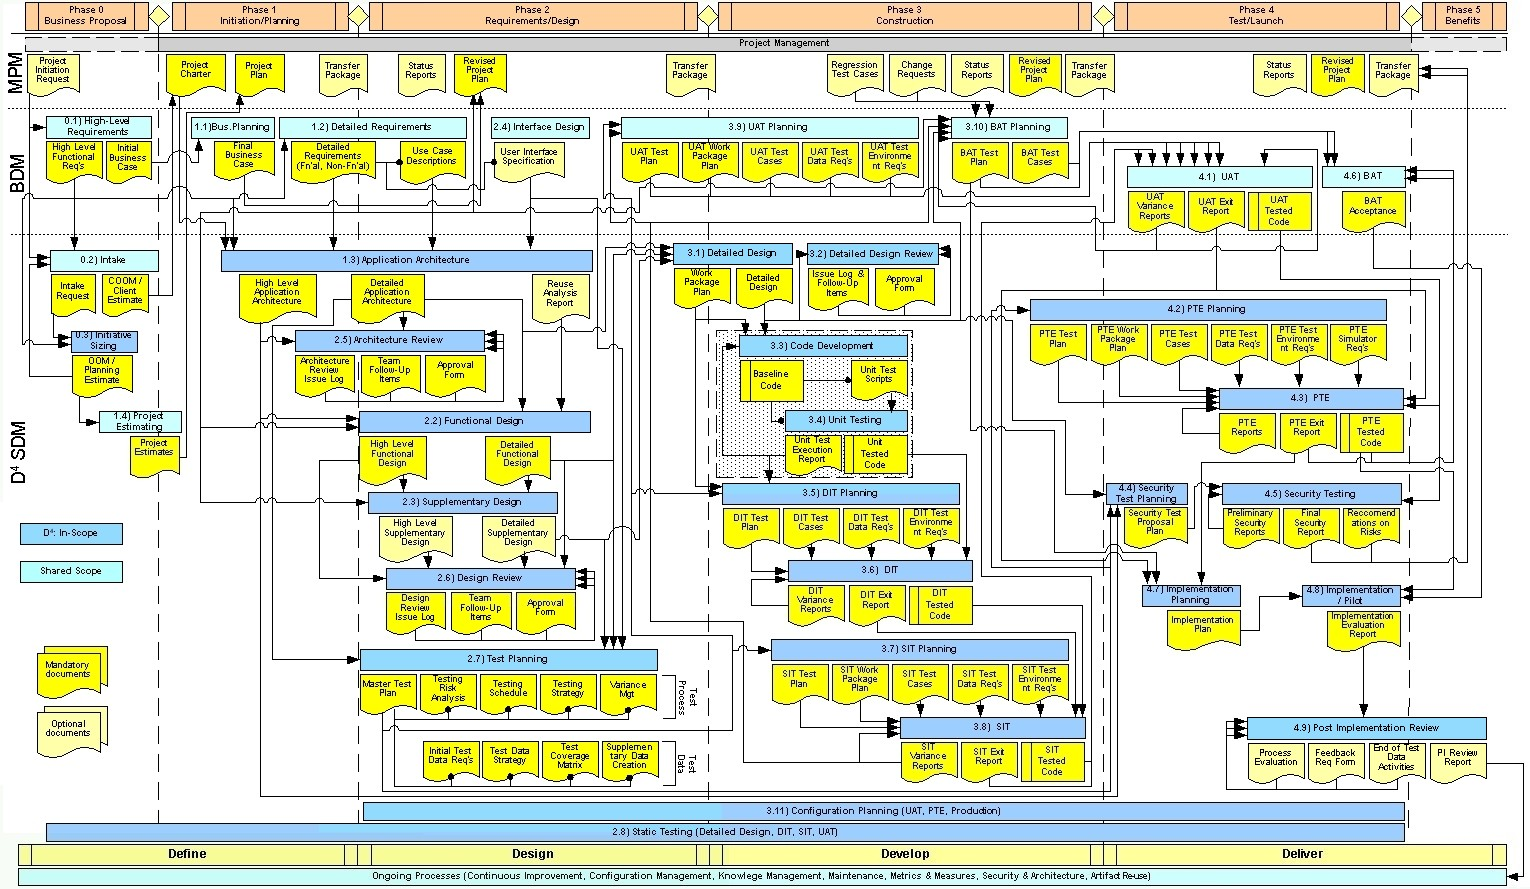 Phase 0
Business Proposal
Phase 1
Initiation/Planning
Phase 2
Requirements/Design
Phase 3
Construction
Phase 4
Test/Launch
Phase 5
Benefits
Project Management
MPM
Project
Initiation
Request
Project
Charter
Project
Plan
Transfer
Package
Status
Reports
Revised
Project
Plan
Transfer
Package
Regression
Test Cases
Change
Requests
Status
Reports
Revised
Project
Plan
Transfer
Package
Status
Reports
Revised
Project
Plan
Transfer
Package
BDM
0.1) High-Level
Requirements
High Level
Functional
Req's
Initial
Business
Case
1.1)Bus.Planning
Final
Business
Case
1.2) Detailed Requirements
Detailed
Requirements
(Fn'al, Non-Fn'al)
Use Case
Descriptions
2.4) Interface Design
User Interface
Specification
3.9) UAT Planning
UAT Test
Plan
UAT Work
Package
Plan
UAT Test
Cases
UAT Test
Data Req's
UAT Test
Environme
nt Req's
3.10) BAT Planning
BAT Test
Plan
BAT Test
Cases
4.1) UAT
UAT
Variance
Reports
UAT Exit
Report
UAT
Tested
Code
4.6) BAT
BAT
Acceptance
D⁴ SDM
0.2) Intake
Intake
Request
COOM /
Client
Estimate
0.3) Initiative
Sizing
OOM /
Planning
Estimate
1.4) Project
Estimating
Project
Estimates
1.3) Application Architecture
High Level
Application
Architecture
Detailed
Application
Architecture
Reuse
Analysis
Report
2.5) Architecture Review
Architecture
Review
Issue Log
Team
Follow-Up
Items
Approval
Form
2.2) Functional Design
High Level
Functional
Design
Detailed
Functional
Design
2.3) Supplementary Design
High Level
Supplementary
Design
Detailed
Supplementary
Design
2.6) Design Review
Design
Review
Issue Log
Team
Follow-Up
Items
Approval
Form
2.7) Test Planning
Master Test
Plan
Testing
Risk
Analysis
Testing
Schedule
Testing
Strategy
Variance
Mgt
Test
Process
Initial Test
Data Req's
Test Data
Strategy
Test
Coverage
Matrix
Supplemen
tary Data
Creation
Test
Data
3.1) Detailed Design
Work
Package
Plan
Detailed
Design
3.2) Detailed Design Review
Issue Log &
Follow-Up
Items
Approval
Form
3.3) Code Development
Baseline
Code
Unit Test
Scripts
3.4) Unit Testing
Unit Test
Execution
Report
Unit
Tested
Code
3.5) DIT Planning
DIT Test
Plan
DIT Test
Cases
DIT Test
Data Req's
DIT Test
Environme
nt Req's
3.6) DIT
DIT
Variance
Reports
DIT Exit
Report
DIT
Tested
Code
3.7) SIT Planning
SIT Test
Plan
SIT Work
Package
Plan
SIT Test
Cases
SIT Test
Data Req's
SIT Test
Environme
nt Req's
3.8) SIT
SIT
Variance
Reports
SIT Exit
Report
SIT
Tested
Code
4.2) PTE Planning
PTE Test
Plan
PTE Work
Package
Plan
PTE Test
Cases
PTE Test
Data Req's
PTE Test
Environme
nt Req's
PTE
Simulator
Req's
4.3) PTE
PTE
Reports
PTE Exit
Report
PTE
Tested
Code
4.4) Security
Test Planning
Security Test
Proposal
Plan
4.5) Security Testing
Preliminary
Security
Reports
Final
Security
Report
Reccomend
ations on
Risks
4.7) Implementation
Planning
Implementation
Plan
4.8) Implementation
/ Pilot
Implementation
Evaluation
Report
4.9) Post Implementation Review
Process
Evaluation
Feedback
Req Form
End of Test
Data
Activities
PI Review
Report
D⁴: In-Scope
Shared Scope
Mandatory
documents
Optional
documents
3.11) Configuration Planning (UAT, PTE, Production)
2.8) Static Testing (Detailed Design, DIT, SIT, UAT)
Define
Design
Develop
Deliver
Ongoing Processes (Continuous Improvement, Configuration Management, Knowlege Management, Maintenance, Metrics & Measures, Security & Architecture, Artifact Reuse)